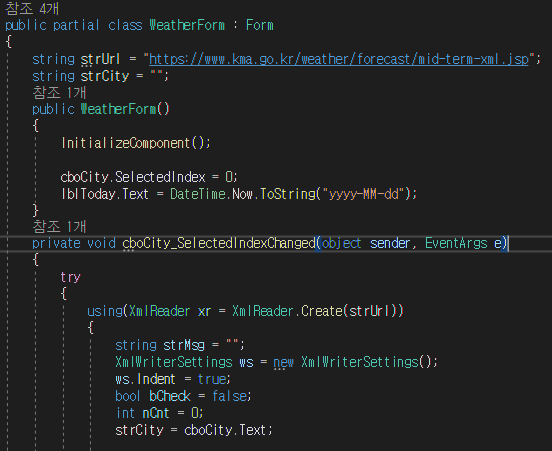 참조 4개
public partial class WeatherForm : Form
{
string strUrl = "https://www.kma.go.kr/weather/forecast/mid-term-xml.jsp";
string strCity = "";
참조 1개
public WeatherForm()
{
InitializeComponent();
cboCity.SelectedIndex = 0;
lblToday.Text = DateTime.Now.ToString("yyyy-MM-dd");
}
참조 1개
private void cboCity_SelectedIndexChanged(object sender, EventArgs e)
{
try
{
using(XmlReader xr = XmlReader.Create(strUrl))
{
string strMsg = "";
XmlWriterSettings ws = new XmlWriterSettings();
ws.Indent = true;
bool bCheck = false;
int nCnt = 0;
strCity = cboCity.Text;